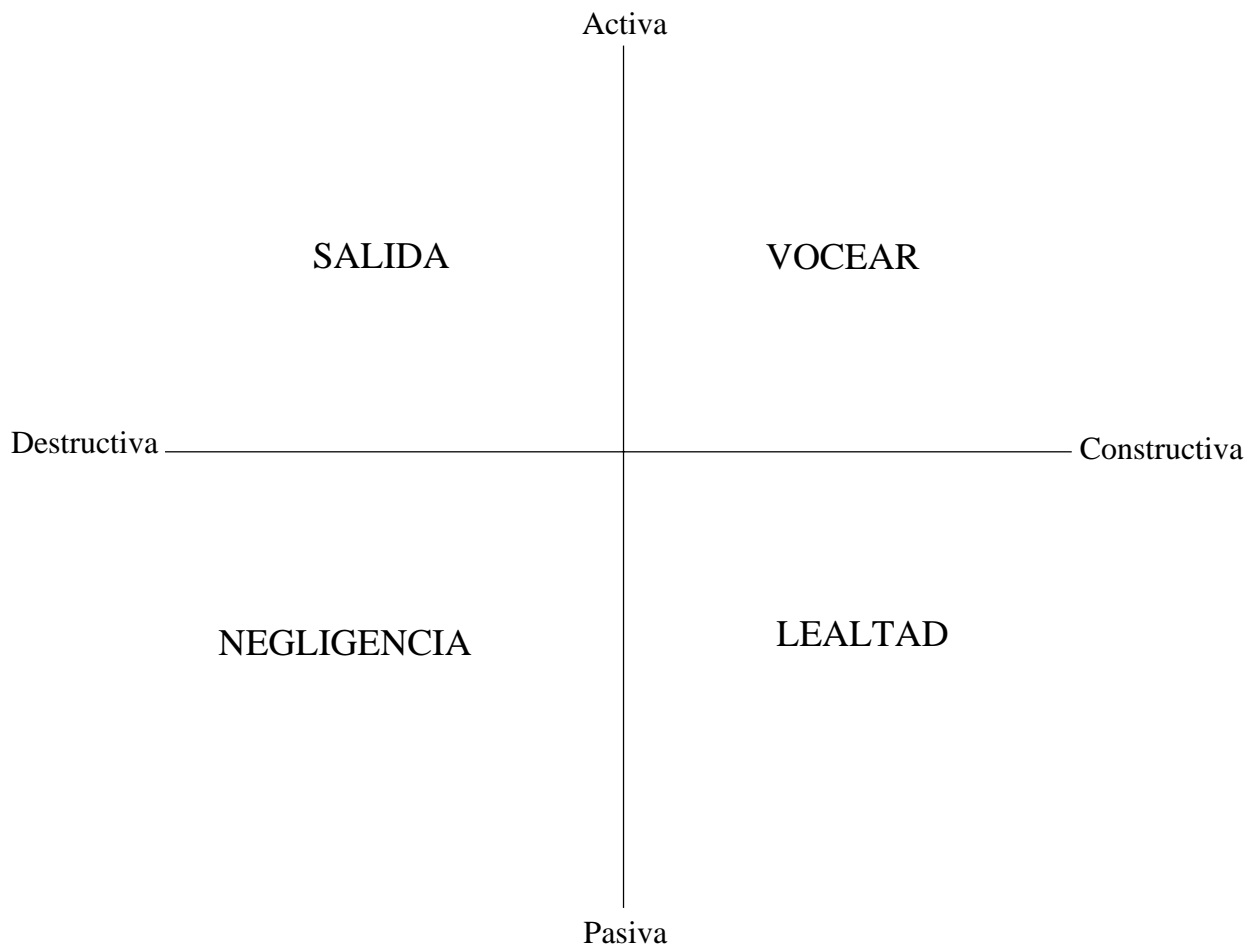 Activa
SALIDA VOCEAR
Destructiva Constructiva
NEGLIGENCIA LEALTAD
Pasiva